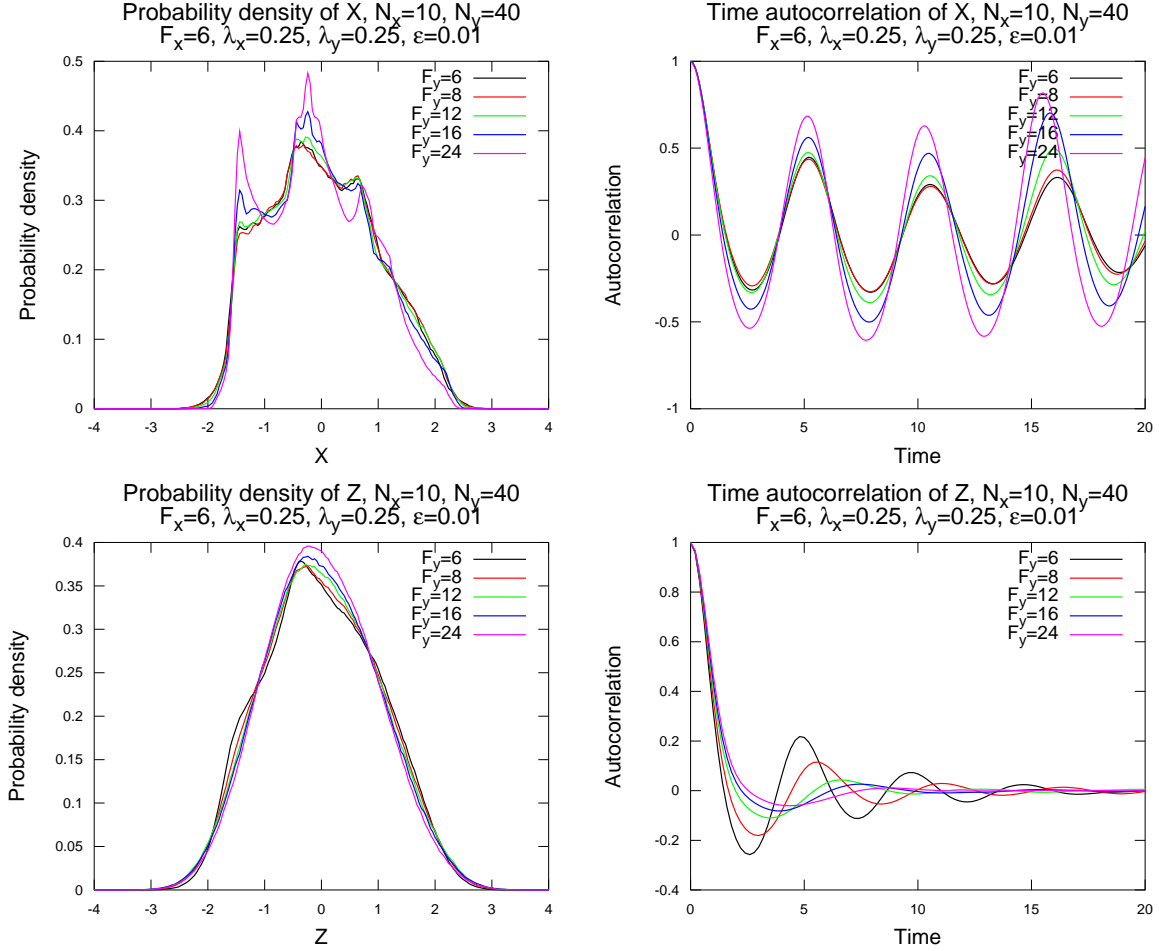 Probability density of X, N_x=10, N_y=40
F_x=6, λ_x=0.25, λ_y=0.25, ε=0.01
Probability density
0.5
0.4
0.3
0.2
0.1
0
F_y=6
F_y=8
F_y=12
F_y=16
F_y=24
-4 -3 -2 -1 0 1 2 3 4
X
Time autocorrelation of X, N_x=10, N_y=40
F_x=6, λ_x=0.25, λ_y=0.25, ε=0.01
Autocorrelation
1
0.5
0
-0.5
-1
F_y=6
F_y=8
F_y=12
F_y=16
F_y=24
0 5 10 15 20
Time
Probability density of Z, N_x=10, N_y=40
F_x=6, λ_x=0.25, λ_y=0.25, ε=0.01
Probability density
0.4
0.35
0.3
0.25
0.2
0.15
0.1
0.05
0
F_y=6
F_y=8
F_y=12
F_y=16
F_y=24
-4 -3 -2 -1 0 1 2 3 4
Z
Time autocorrelation of Z, N_x=10, N_y=40
F_x=6, λ_x=0.25, λ_y=0.25, ε=0.01
Autocorrelation
1
0.8
0.6
0.4
0.2
0
-0.2
-0.4
F_y=6
F_y=8
F_y=12
F_y=16
F_y=24
0 5 10 15 20
Time